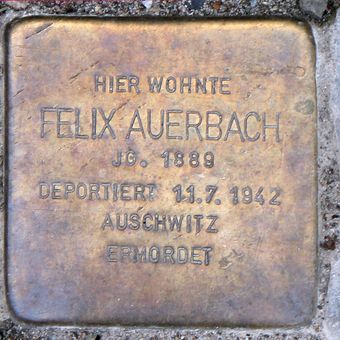 HIER WOHNTE
FELIX AUERBACH
JG. 1889
DEPORTIERT 11.7.1942
AUSCHWITZ
ERMORDET